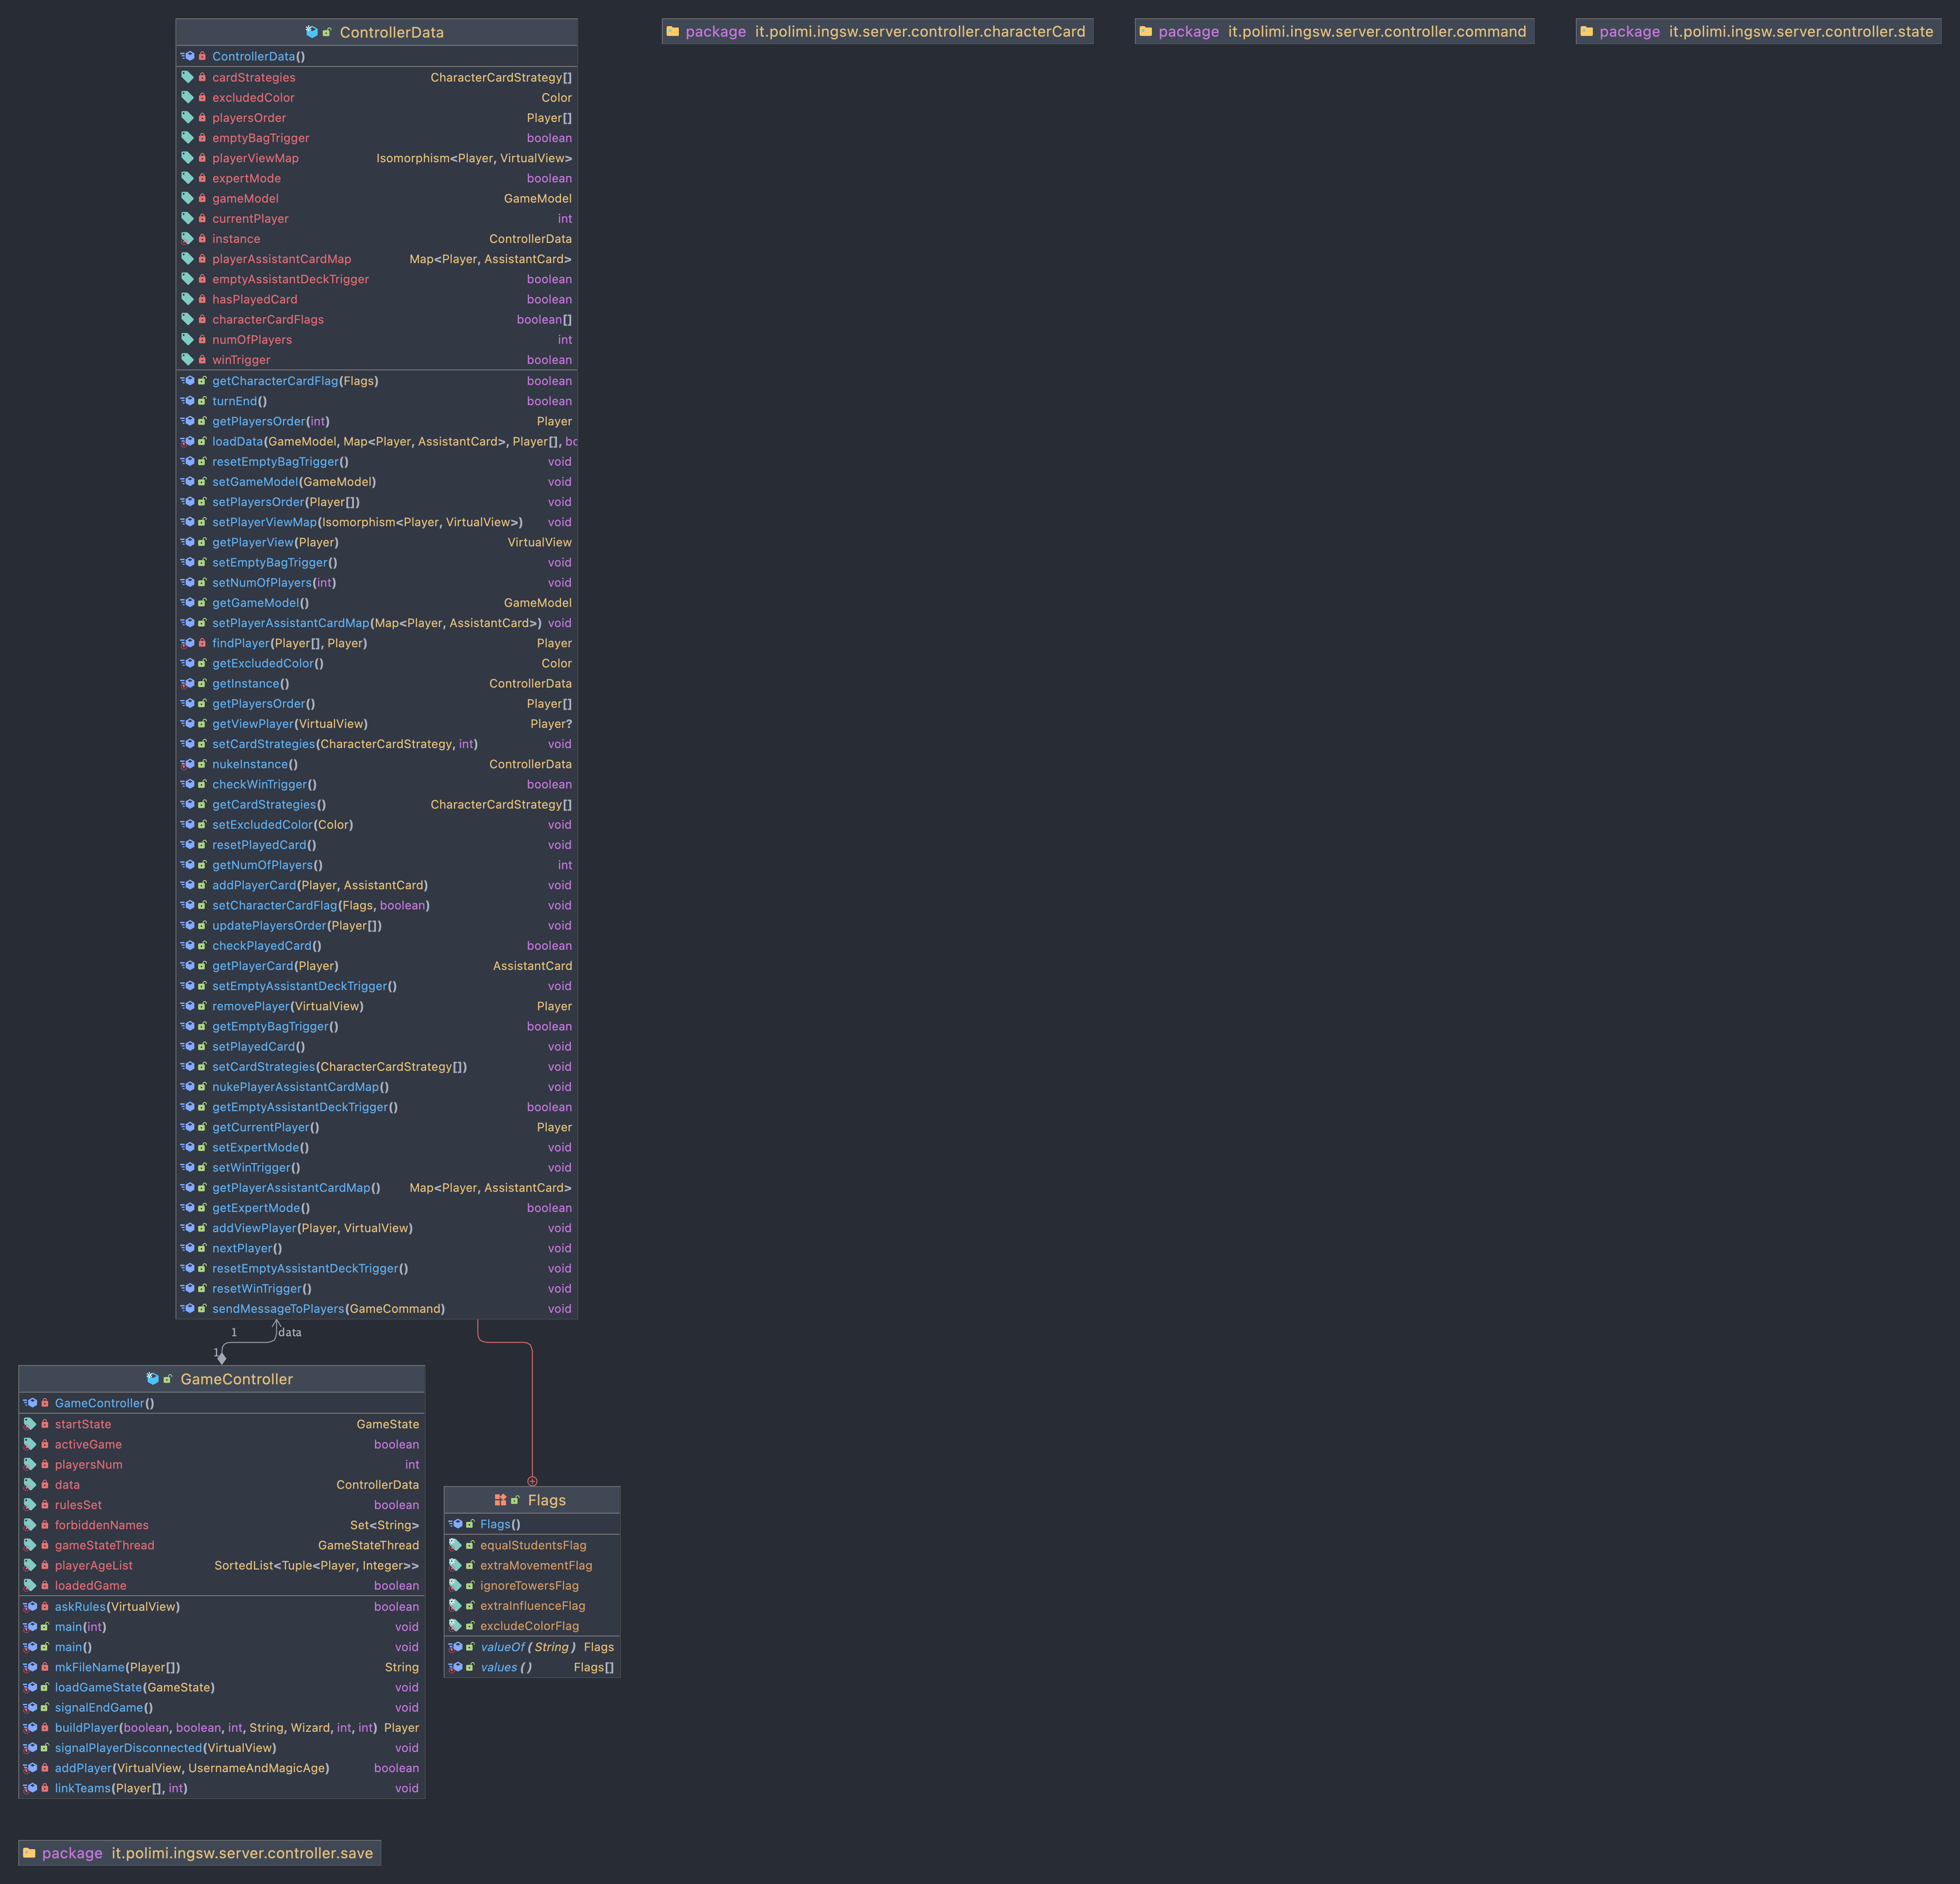 ControllerData
ControllerData()
cardStrategies CharacterCardStrategy[]
excludedColor Color
playersOrder Player[]
emptyBagTrigger boolean
playerViewMap Isomorphism<Player, VirtualView>
expertMode boolean
gameModel GameModel
currentPlayer int
instance ControllerData
playerAssistantCardMap Map<Player, AssistantCard>
emptyAssistantDeckTrigger boolean
hasPlayedCard boolean
characterCardFlags boolean[]
numOfPlayers int
winTrigger boolean
getCharacterCardFlag(Flags) boolean
turnEnd() boolean
getPlayersOrder(int) Player
loadData(GameModel, Map<Player, AssistantCard>, Player[], bo
resetEmptyBagTrigger() void
setGameModel(GameModel) void
setPlayersOrder(Player[]) void
setPlayerViewMap(Isomorphism<Player, VirtualView>) void
getPlayerView(Player) VirtualView
setEmptyBagTrigger() void
setNumOfPlayers(int) void
getGameModel() GameModel
setPlayerAssistantCardMap(Map<Player, AssistantCard>) void
findPlayer(Player[], Player) Player
getExcludedColor() Color
getInstance() ControllerData
getPlayersOrder() Player[]
getViewPlayer(VirtualView) Player?
setCardStrategies(CharacterCardStrategy, int) void
nukeInstance() ControllerData
checkWinTrigger() boolean
getCardStrategies() CharacterCardStrategy[]
setExcludedColor(Color) void
resetPlayedCard() void
getNumOfPlayers() int
addPlayerCard(Player, AssistantCard) void
setCharacterCardFlag(Flags, boolean) void
updatePlayersOrder(Player[]) void
checkPlayedCard() boolean
getPlayerCard(Player) AssistantCard
setEmptyAssistantDeckTrigger() void
removePlayer(VirtualView) Player
getEmptyBagTrigger() boolean
setPlayedCard() void
setCardStrategies(CharacterCardStrategy[]) void
nukePlayerAssistantCardMap() void
getEmptyAssistantDeckTrigger() boolean
getCurrentPlayer() Player
setExpertMode() void
setWinTrigger() void
getPlayerAssistantCardMap() Map<Player, AssistantCard>
getExpertMode() boolean
addViewPlayer(Player, VirtualView) void
nextPlayer() void
resetEmptyAssistantDeckTrigger() void
resetWinTrigger() void
sendMessageToPlayers(GameCommand) void
package it.polimi.ingsw.server.controller.characterCard
package it.polimi.ingsw.server.controller.command
package it.polimi.ingsw.server.controller.state
1 data
1
GameController
GameController()
startState GameState
activeGame boolean
playersNum int
data ControllerData
rulesSet boolean
forbiddenNames Set<String>
gameStateThread GameStateThread
playerAgeList SortedList<Tuple<Player, Integer>>
loadedGame boolean
askRules(VirtualView) boolean
main(int) void
main() void
mkFileName(Player[]) String
loadGameState(GameState) void
signalEndGame() void
buildPlayer(boolean, boolean, int, String, Wizard, int, int) Player
signalPlayerDisconnected(VirtualView) void
addPlayer(VirtualView, UsernameAndMagicAge) boolean
linkTeams(Player[], int) void
Flags
Flags()
equalStudentsFlag
extraMovementFlag
ignoreTowersFlag
extraInfluenceFlag
excludeColorFlag
valueOf(String) Flags
values() Flags[]
package it.polimi.ingsw.server.controller.save